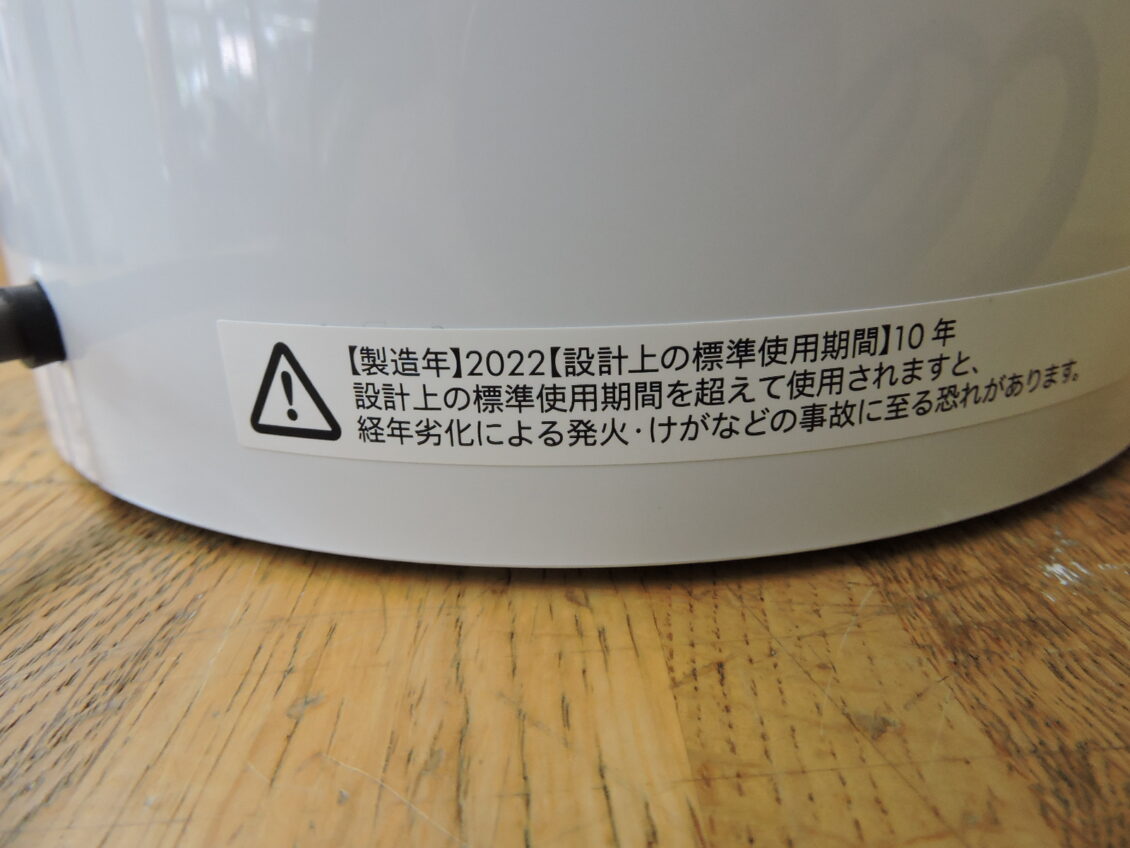 【製造年】2022【設計上の標準使用期間】10 年
設計上の標準使用期間を超えて使用されますと、
経年劣化による発火・けがなどの事故に至る恐れがあります。